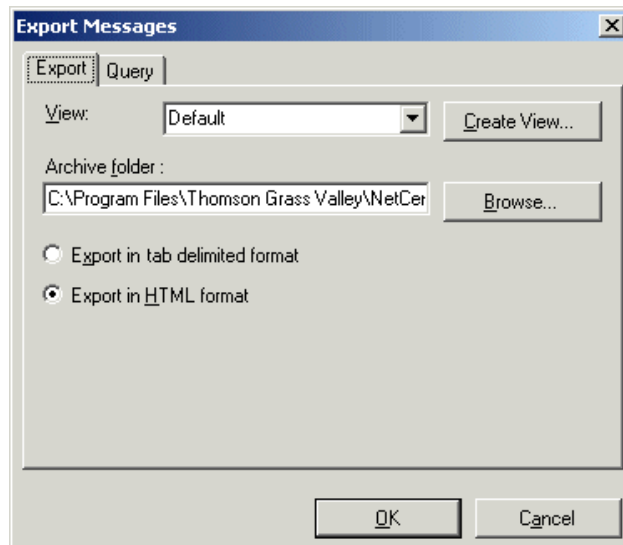 Export Messages
Export Query
View: Default Create View...
Archive folder :
C:\Program Files\Thomson Grass Valley\NetCer Browse...
Export in tab delimited format
Export in HTML format
OK Cancel